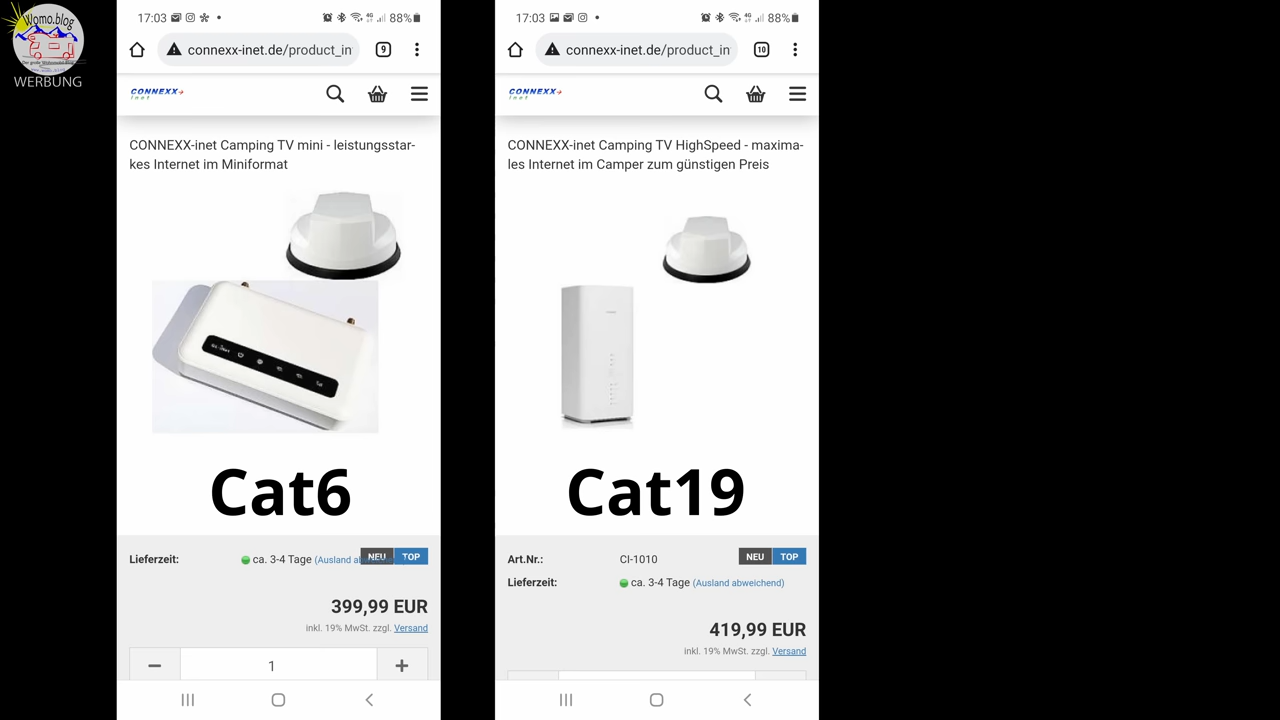 Womo.blog
WERBUNG
17:03
88%
9
connexx-inet.de/product_in
CONNEXX
inet
CONNEXX-inet Camping TV mini - leistungsstar-
kes Internet im Miniformat
Cat6
Lieferzeit:
ca. 3-4 Tage (Ausland
NEU
TOP
399,99 EUR
inkl. 19% MwSt. zzgl. Versand
1
17:03
88%
10
connexx-inet.de/product_in
CONNEXX
inet
CONNEXX-inet Camping TV HighSpeed - maxima-
les Internet im Camper zum günstigen Preis
Cat19
Art.Nr.:
CI-1010
NEU
TOP
Lieferzeit:
ca. 3-4 Tage (Ausland abweichend)
419,99 EUR
inkl. 19% MwSt. zzgl. Versand